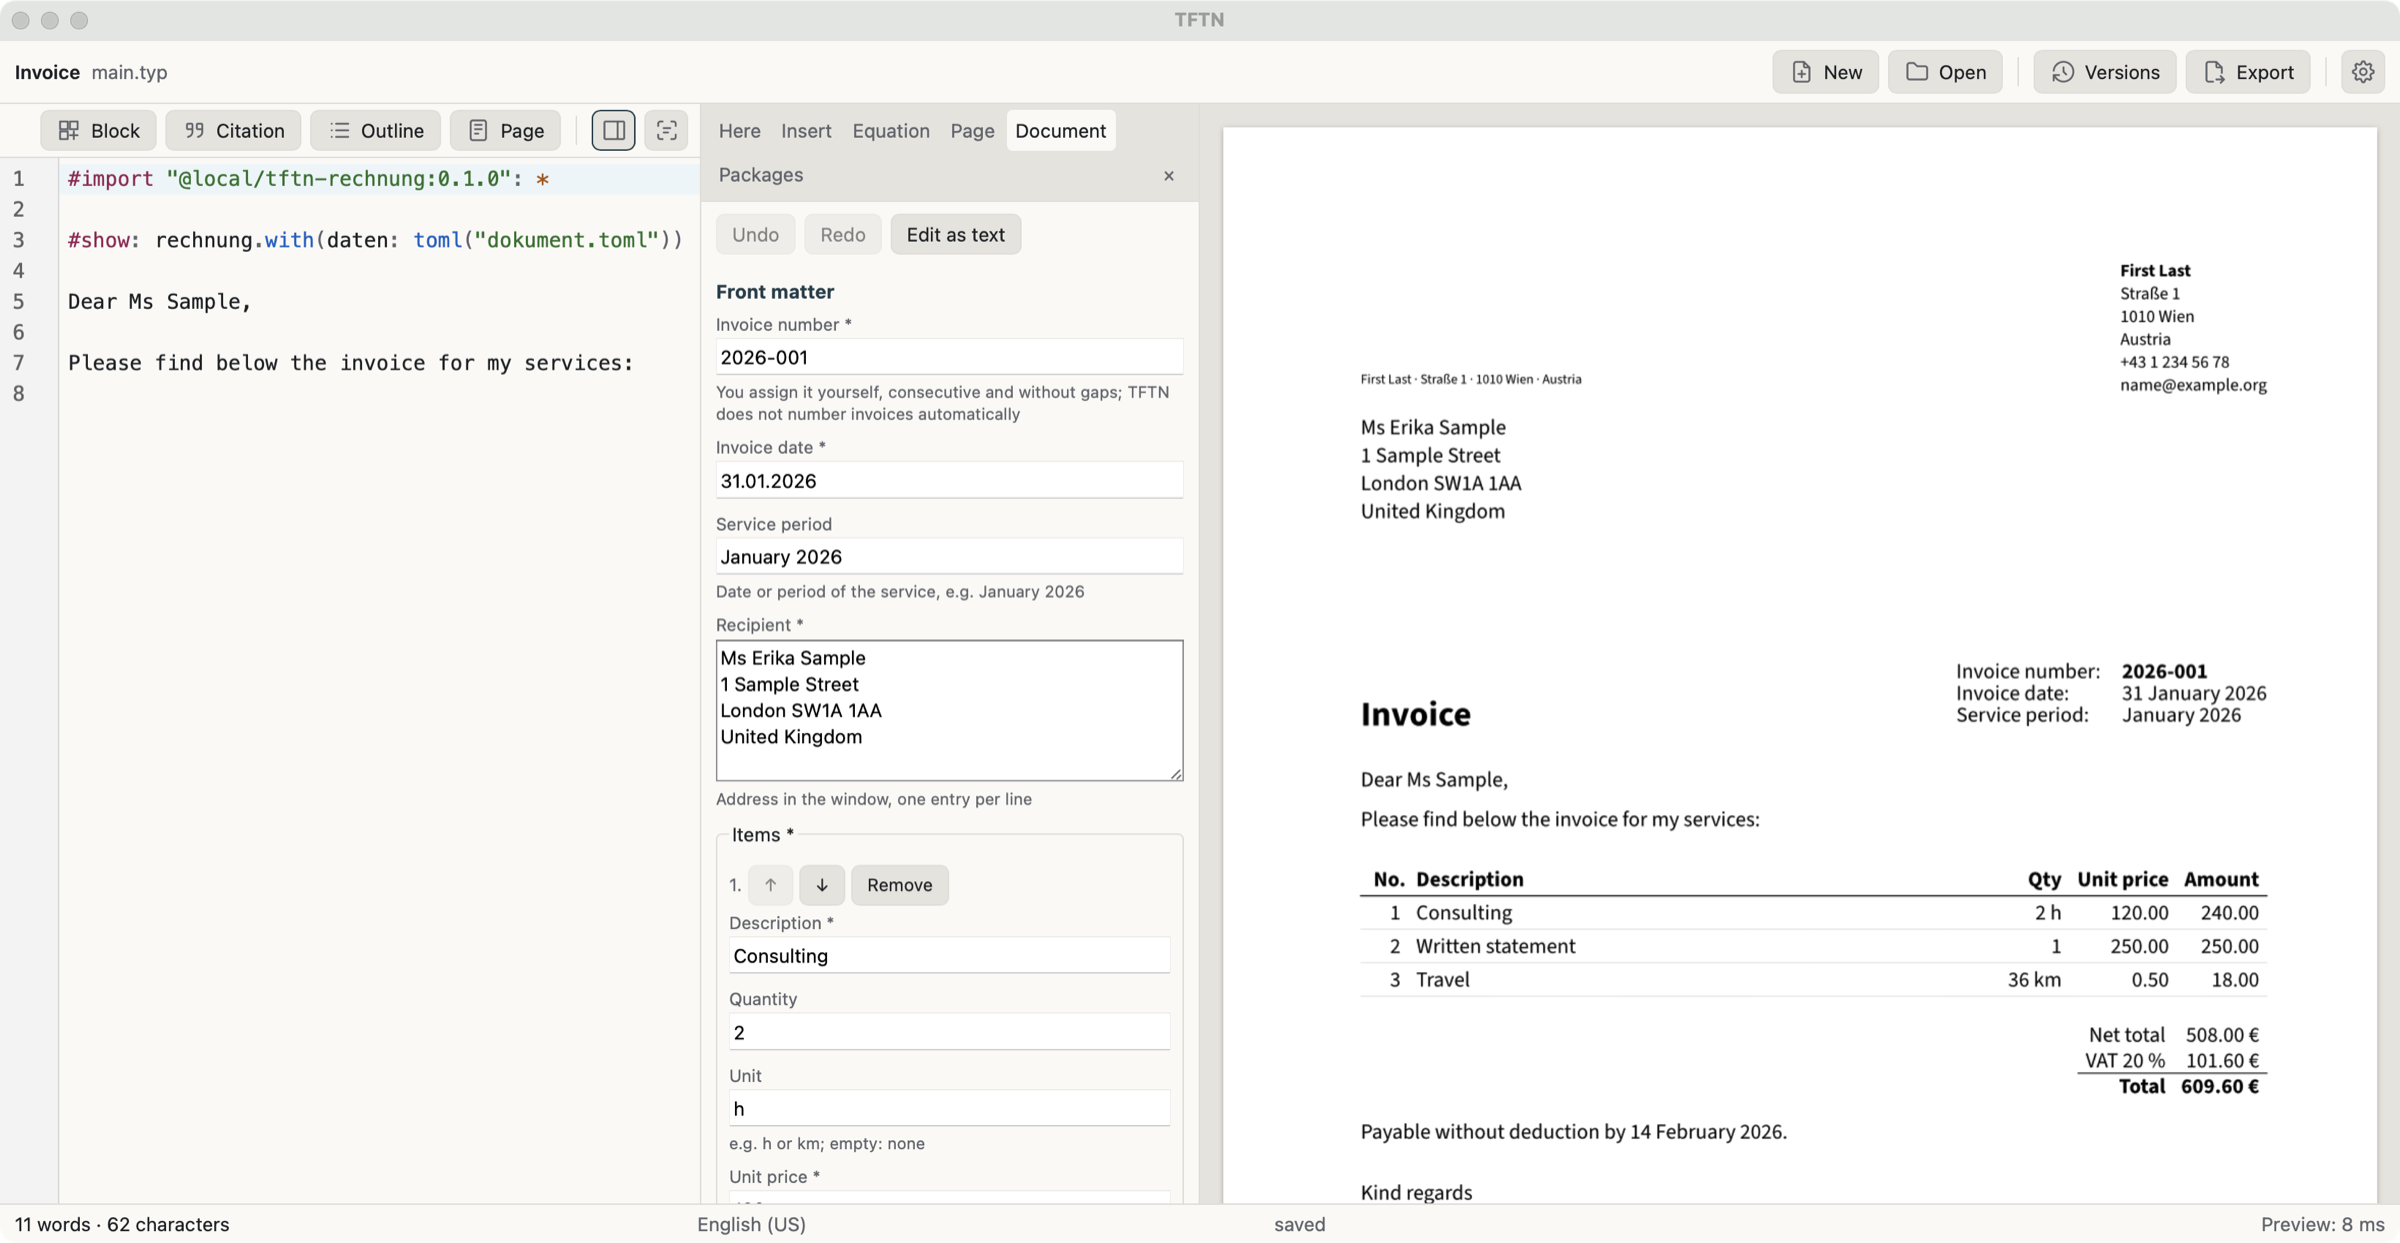 TFTN
Invoice main.typ
New Open Versions Export
Block Citation Outline Page
1 #import "@local/tftn-rechnung:0.1.0": *
2
3 #show: rechnung.with(daten: toml("dokument.toml"))
4
5 Dear Ms Sample,
6
7 Please find below the invoice for my services:
8
Here Insert Equation Page Document
Packages ×
Undo Redo Edit as text
Front matter
Invoice number *
2026-001
You assign it yourself, consecutive and without gaps; TFTN
does not number invoices automatically
Invoice date *
31.01.2026
Service period
January 2026
Date or period of the service, e.g. January 2026
Recipient *
Ms Erika Sample
1 Sample Street
London SW1A 1AA
United Kingdom
Address in the window, one entry per line
Items *
1. ↑ ↓ Remove
Description *
Consulting
Quantity
2
Unit
h
e.g. h or km; empty: none
Unit price *
First Last
Straße 1
1010 Wien
Austria
+43 1 234 56 78
name@example.org
First Last · Straße 1 · 1010 Wien · Austria
Ms Erika Sample
1 Sample Street
London SW1A 1AA
United Kingdom
Invoice number: 2026-001
Invoice date: 31 January 2026
Service period: January 2026
Invoice
Dear Ms Sample,
Please find below the invoice for my services:
No. Description Qty Unit price Amount
1 Consulting 2 h 120.00 240.00
2 Written statement 1 250.00 250.00
3 Travel 36 km 0.50 18.00
Net total 508.00 €
VAT 20 % 101.60 €
Total 609.60 €
Payable without deduction by 14 February 2026.
Kind regards
11 words · 62 characters English (US) saved Preview: 8 ms